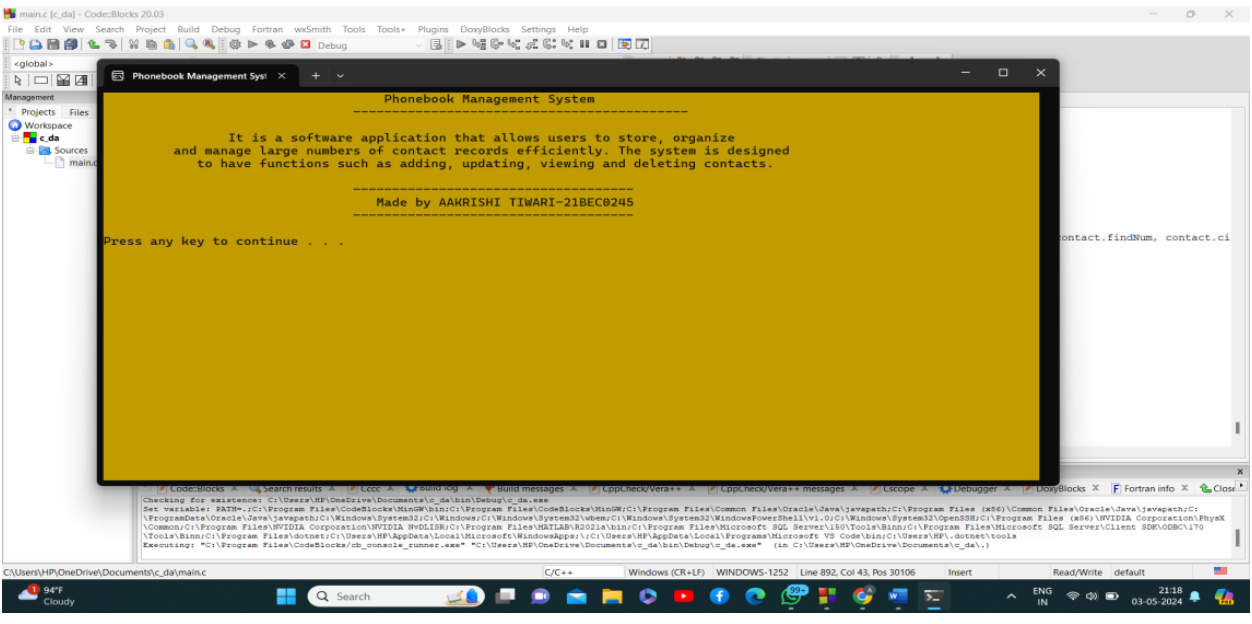 main.c [c_da] - Code::Blocks 20.03
File Edit View Search Project Build Debug Fortran wxSmith Tools Tools+ Plugins DoxyBlocks Settings Help
Debug
<global>
Phonebook Management Syst
Management
Projects Files
Workspace
c_da
Sources
main.c
Phonebook Management System
-------------------------------------------
It is a software application that allows users to store, organize
and manage large numbers of contact records efficiently. The system is designed
to have functions such as adding, updating, viewing and deleting contacts.
------------------------------------
Made by AAKRISHI TIWARI-21BEC0245
------------------------------------
Press any key to continue . . .
ontact.findNum, contact.ci
Code::Blocks Search results Cccc Build log Build messages CppCheck/Vera++ CppCheck/Vera++ messages Cscope Debugger DoxyBlocks Fortran info Close
Checking for existence: C:\Users\HP\OneDrive\Documents\c_da\bin\Debug\c_da.exe
Set variable: PATH=.;C:\Program Files\CodeBlocks\MinGW\bin;C:\Program Files\CodeBlocks\MinGW;C:\Program Files\Common Files\Oracle\Java\javapath;C:\Program Files (x86)\Common Files\Oracle\Java\javapath;C:
\ProgramData\Oracle\Java\javapath;C:\Windows\System32;C:\Windows;C:\Windows\System32\wbem;C:\Windows\System32\WindowsPowerShell\v1.0;C:\Windows\System32\OpenSSH;C:\Program Files (x86)\NVIDIA Corporation\PhysX
\Common;C:\Program Files\NVIDIA Corporation\NVIDIA NvDLISR;C:\Program Files\MATLAB\R2021a\bin;C:\Program Files\Microsoft SQL Server\150\Tools\Binn;C:\Program Files\Microsoft SQL Server\Client SDK\ODBC\170
\Tools\Binn;C:\Program Files\dotnet;C:\Users\HP\AppData\Local\Microsoft\WindowsApps;\;C:\Users\HP\AppData\Local\Programs\Microsoft VS Code\bin;C:\Users\HP\.dotnet\tools
Executing: "C:\Program Files\CodeBlocks/cb_console_runner.exe" "C:\Users\HP\OneDrive\Documents\c_da\bin\Debug\c_da.exe" (in C:\Users\HP\OneDrive\Documents\c_da\.)
C:\Users\HP\OneDrive\Documents\c_da\main.c C/C++ Windows (CR+LF) WINDOWS-1252 Line 892, Col 43, Pos 30106 Insert Read/Write default
1
94°F
Cloudy
Search
99+
ENG
IN
21:18
03-05-2024